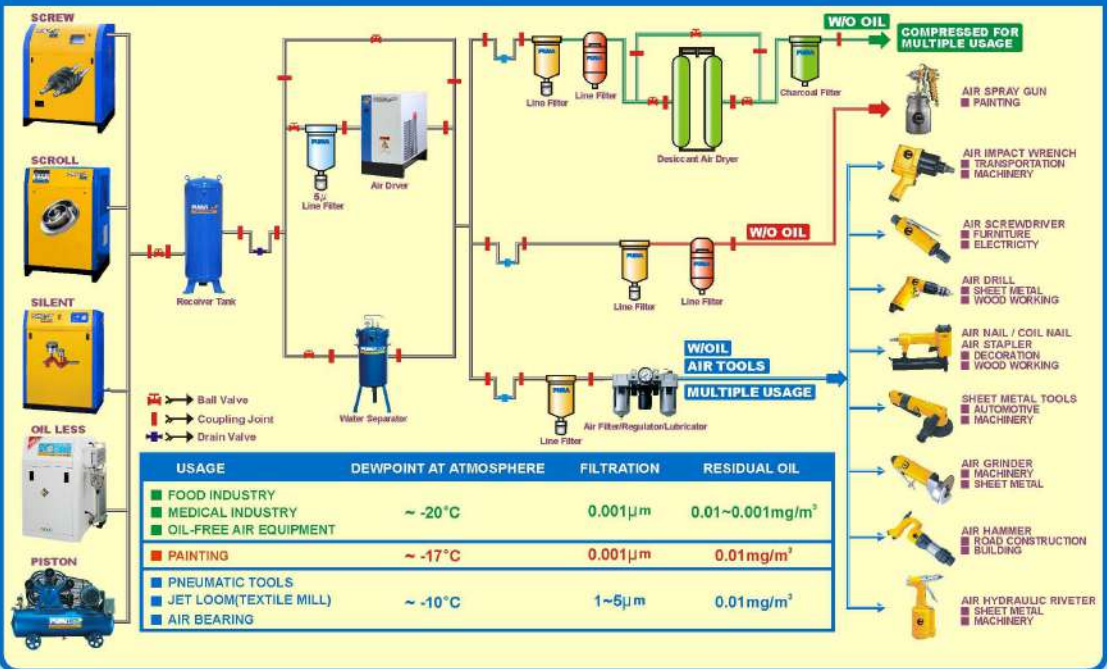 SCREW
SCROLL
SILENT
OIL LESS
PISTON
Receiver Tank
5µ
Line Filter
PUMA
Air Dryer
Water Separator
Ball Valve
Coupling Joint
Drain Valve
PUMA
Line Filter
Line Filter
Desiccant Air Dryer
Charcoal Filter
W/O OIL
COMPRESSED FOR
MULTIPLE USAGE
PUMA
Line Filter
Line Filter
W/O OIL
PUMA
Line Filter
Air Filter/Regulator/Lubricator
W/OIL
AIR TOOLS
MULTIPLE USAGE
AIR SPRAY GUN
PAINTING
AIR IMPACT WRENCH
TRANSPORTATION
MACHINERY
AIR SCREWDRIVER
FURNITURE
ELECTRICITY
AIR DRILL
SHEET METAL
WOOD WORKING
AIR NAIL / COIL NAIL
AIR STAPLER
DECORATION
WOOD WORKING
SHEET METAL TOOLS
AUTOMOTIVE
MACHINERY
AIR GRINDER
MACHINERY
SHEET METAL
AIR HAMMER
ROAD CONSTRUCTION
BUILDING
AIR HYDRAULIC RIVETER
SHEET METAL
MACHINERY
USAGE DEWPOINT AT ATMOSPHERE FILTRATION RESIDUAL OIL
FOOD INDUSTRY
MEDICAL INDUSTRY ~ -20°C 0.001µm 0.01~0.001mg/m³
OIL-FREE AIR EQUIPMENT
PAINTING ~ -17°C 0.001µm 0.01mg/m³
PNEUMATIC TOOLS
JET LOOM(TEXTILE MILL) ~ -10°C 1~5µm 0.01mg/m³
AIR BEARING